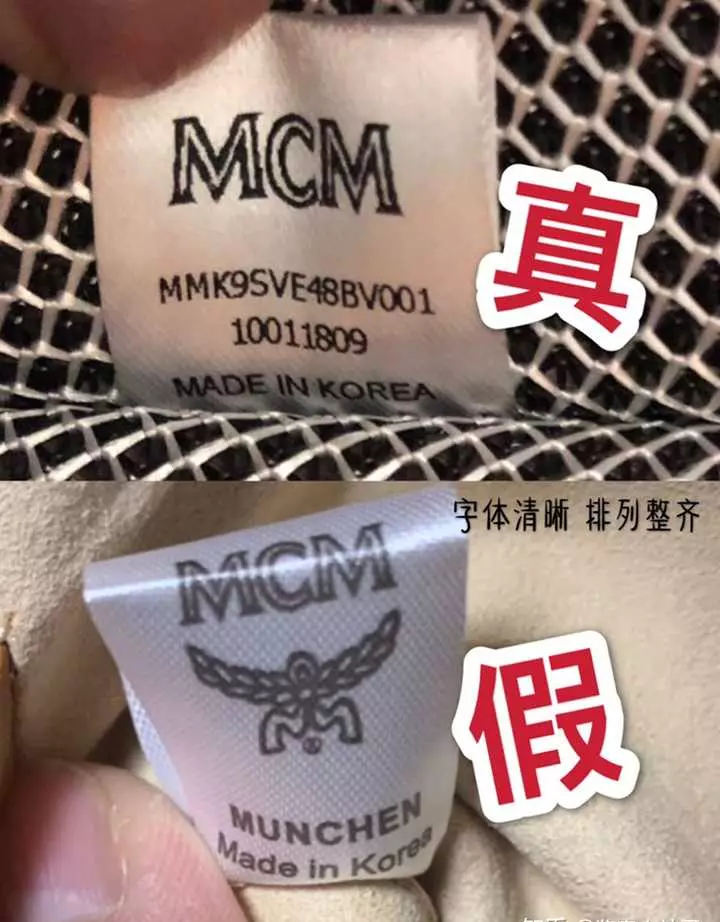 MCM
MMK9SVE48BV001
10011809
MADE IN KOREA
真
字体清晰 排列整齐
MCM
®
MUNCHEN
Made in Korea
假